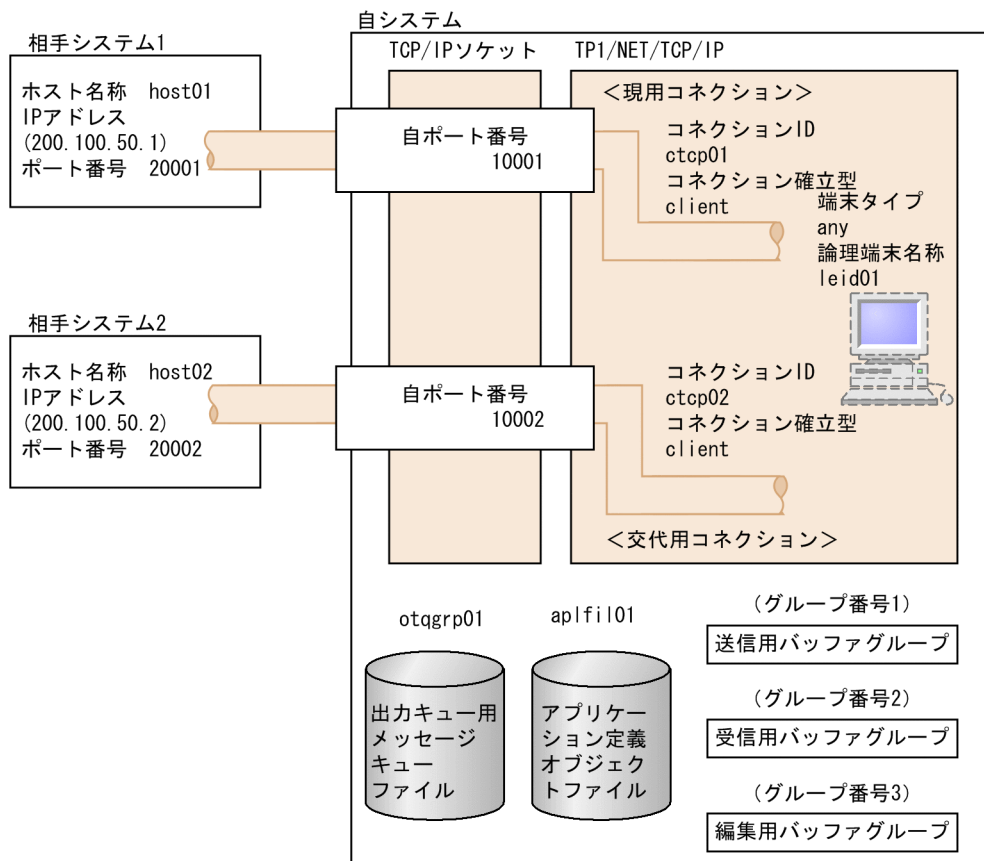 自システム
相手システム1
ホスト名称 host01
IPアドレス
(200.100.50.1)
ポート番号 20001
TCP/IPソケット
TP1/NET/TCP/IP
自ポート番号
10001
＜現用コネクション＞
コネクションID
ctcp01
コネクション確立型
client
端末タイプ
any
論理端末名称
leid01
相手システム2
ホスト名称 host02
IPアドレス
(200.100.50.2)
ポート番号 20002
自ポート番号
10002
コネクションID
ctcp02
コネクション確立型
client
＜交代用コネクション＞
otqgrp01
出力キュー用
メッセージ
キュー
ファイル
aplfil01
アプリケー
ション定義
オブジェク
トファイル
(グループ番号1)
送信用バッファグループ
(グループ番号2)
受信用バッファグループ
(グループ番号3)
編集用バッファグループ